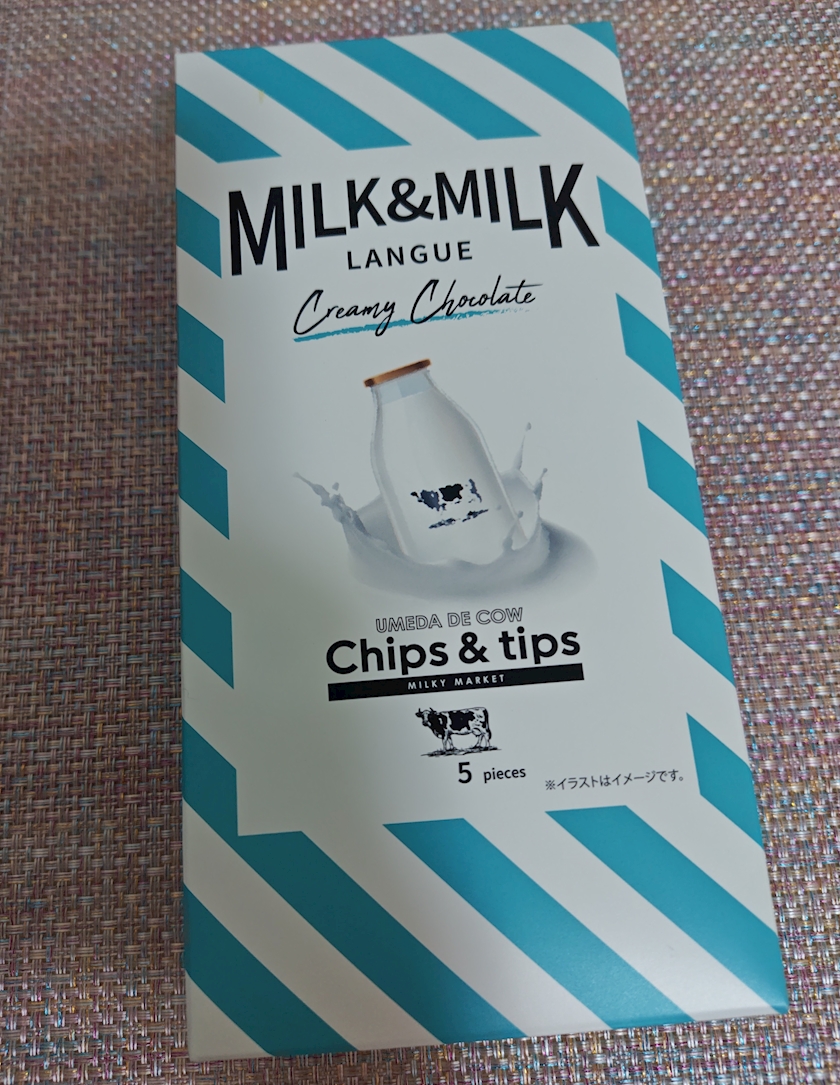 MILK&MILK
LANGUE
Creamy Chocolate
UMEDA DE COW
Chips & tips
MILKY MARKET
5 pieces
※イラストはイメージです。